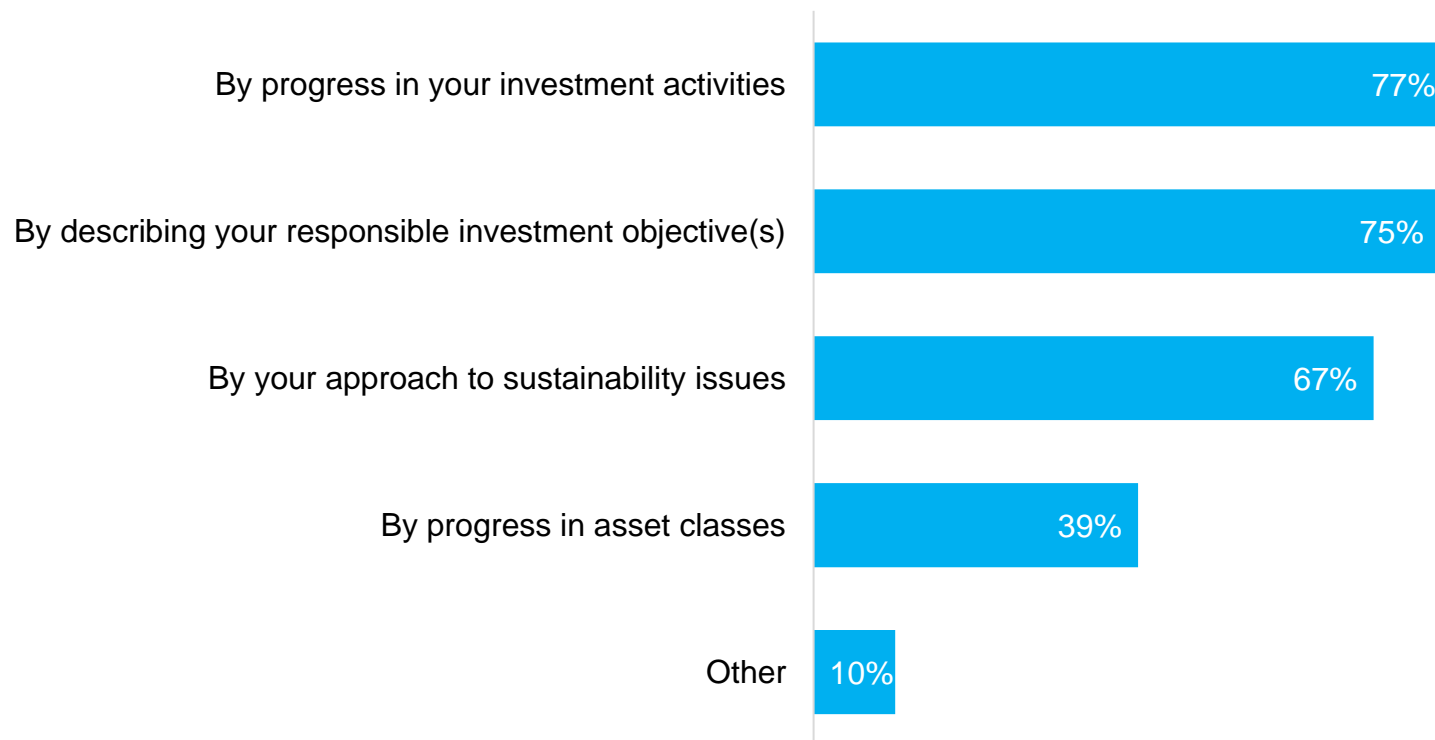 By progress in your investment activities 77%
By describing your responsible investment objective(s) 75%
By your approach to sustainability issues 67%
By progress in asset classes 39%
Other 10%